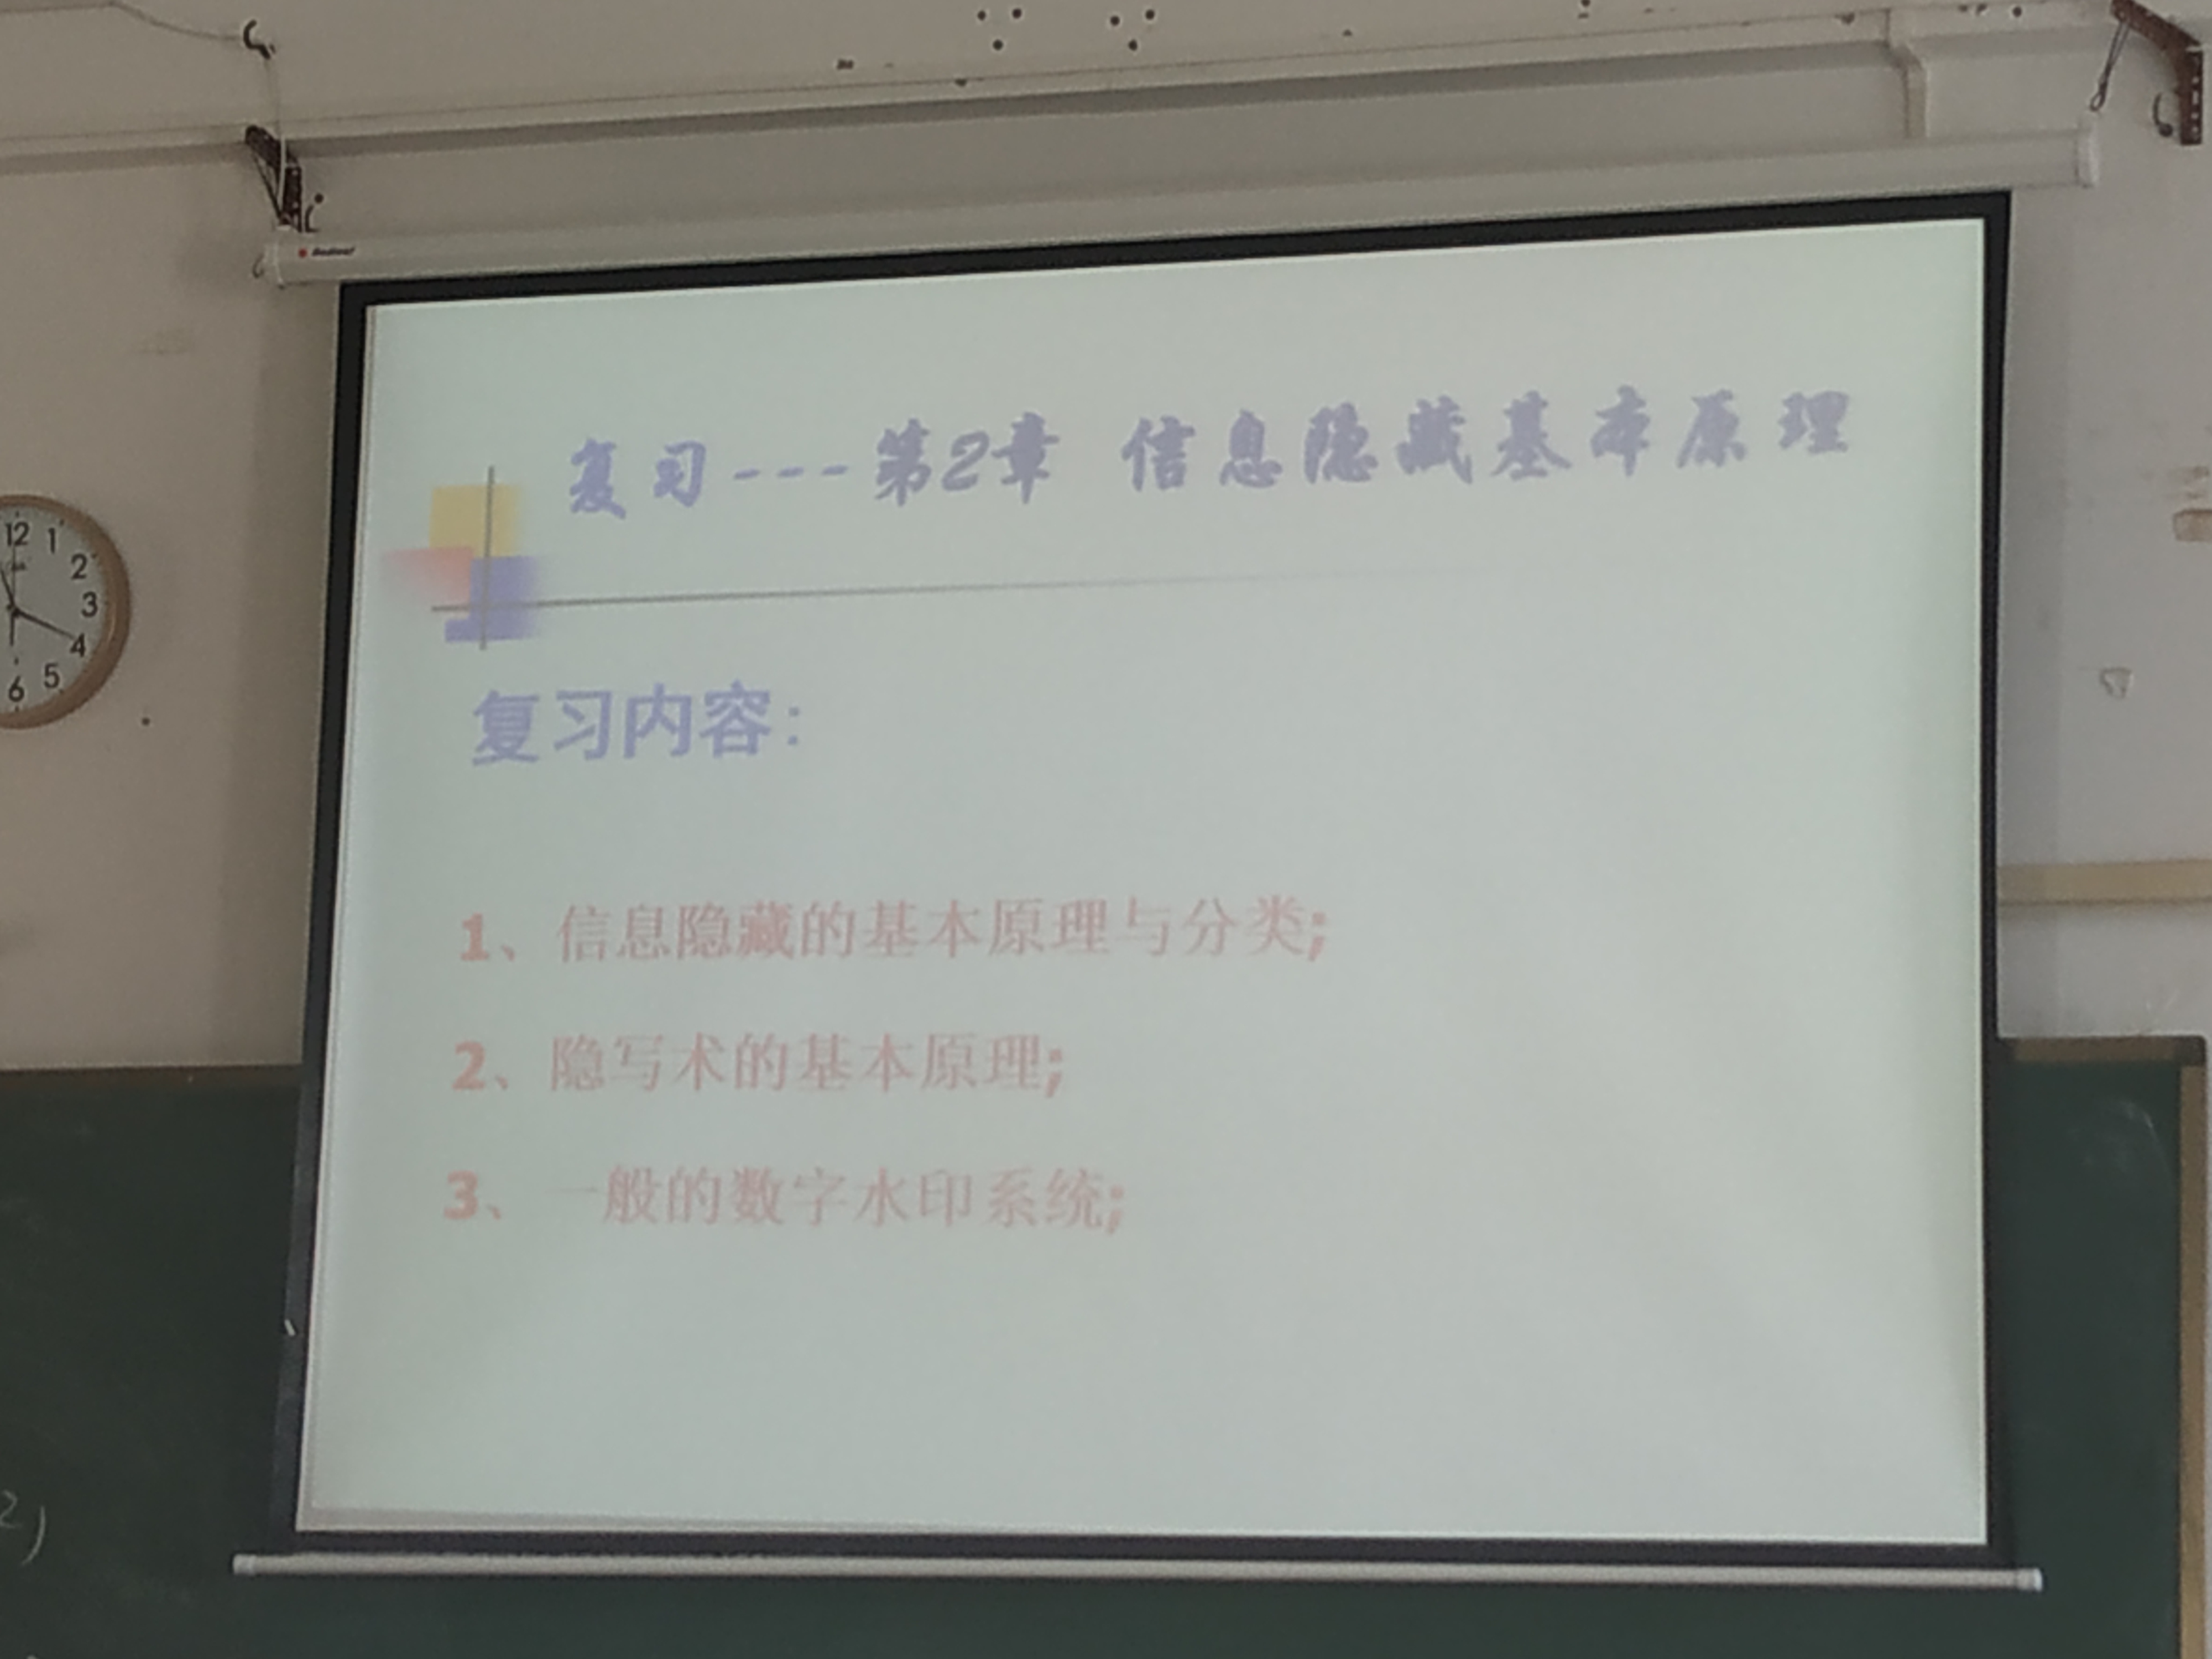 复习---第2章 信息隐藏基本原理
复习内容：
1、信息隐藏的基本原理与分类;
2、隐写术的基本原理;
3、一般的数字水印系统;
12
1
2
3
4
5
6
2)